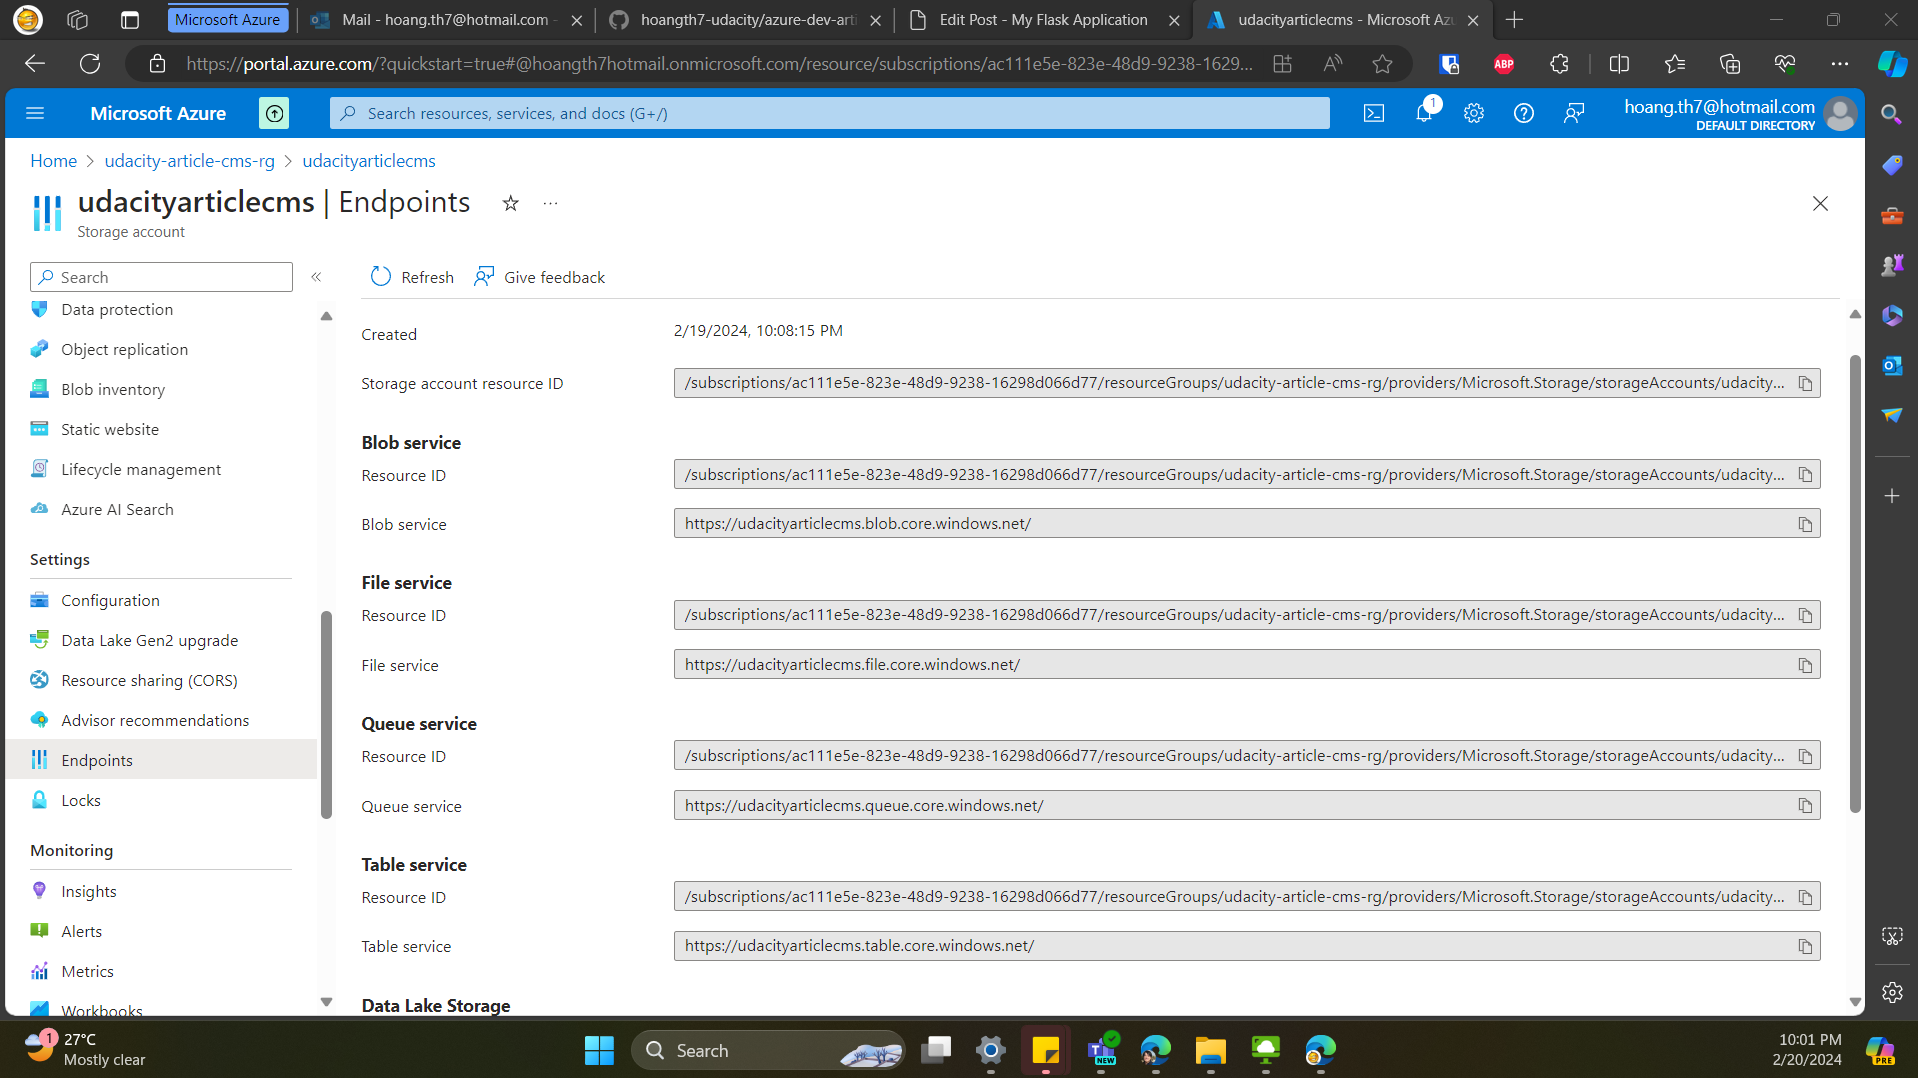 Microsoft Azure
Mail - hoang.th7@hotmail.com -
hoangth7-udacity/azure-dev-arti
Edit Post - My Flask Application
udacityarticlecms - Microsoft Azu
https://portal.azure.com/?quickstart=true#@hoangth7hotmail.onmicrosoft.com/resource/subscriptions/ac111e5e-823e-48d9-9238-1629...
ABP
Microsoft Azure
Search resources, services, and docs (G+/)
1
hoang.th7@hotmail.com
DEFAULT DIRECTORY
Home > udacity-article-cms-rg > udacityarticlecms
udacityarticlecms | Endpoints
Storage account
Search
Refresh
Give feedback
Data protection
Object replication
Blob inventory
Static website
Lifecycle management
Azure AI Search
Settings
Configuration
Data Lake Gen2 upgrade
Resource sharing (CORS)
Advisor recommendations
Endpoints
Locks
Monitoring
Insights
Alerts
Metrics
Workbooks
Created
2/19/2024, 10:08:15 PM
Storage account resource ID
/subscriptions/ac111e5e-823e-48d9-9238-16298d066d77/resourceGroups/udacity-article-cms-rg/providers/Microsoft.Storage/storageAccounts/udacity...
Blob service
Resource ID
/subscriptions/ac111e5e-823e-48d9-9238-16298d066d77/resourceGroups/udacity-article-cms-rg/providers/Microsoft.Storage/storageAccounts/udacity...
Blob service
https://udacityarticlecms.blob.core.windows.net/
File service
Resource ID
/subscriptions/ac111e5e-823e-48d9-9238-16298d066d77/resourceGroups/udacity-article-cms-rg/providers/Microsoft.Storage/storageAccounts/udacity...
File service
https://udacityarticlecms.file.core.windows.net/
Queue service
Resource ID
/subscriptions/ac111e5e-823e-48d9-9238-16298d066d77/resourceGroups/udacity-article-cms-rg/providers/Microsoft.Storage/storageAccounts/udacity...
Queue service
https://udacityarticlecms.queue.core.windows.net/
Table service
Resource ID
/subscriptions/ac111e5e-823e-48d9-9238-16298d066d77/resourceGroups/udacity-article-cms-rg/providers/Microsoft.Storage/storageAccounts/udacity...
Table service
https://udacityarticlecms.table.core.windows.net/
Data Lake Storage
1
27°C
Mostly clear
Search
NEW
10:01 PM
2/20/2024
PRE